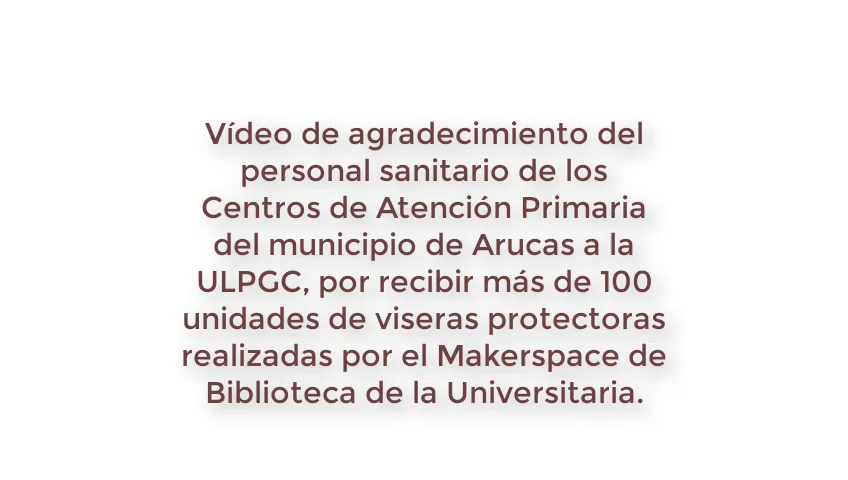 Vídeo de agradecimiento del
personal sanitario de los
Centros de Atención Primaria
del municipio de Arucas a la
ULPGC, por recibir más de 100
unidades de viseras protectoras
realizadas por el Makerspace de
Biblioteca de la Universitaria.